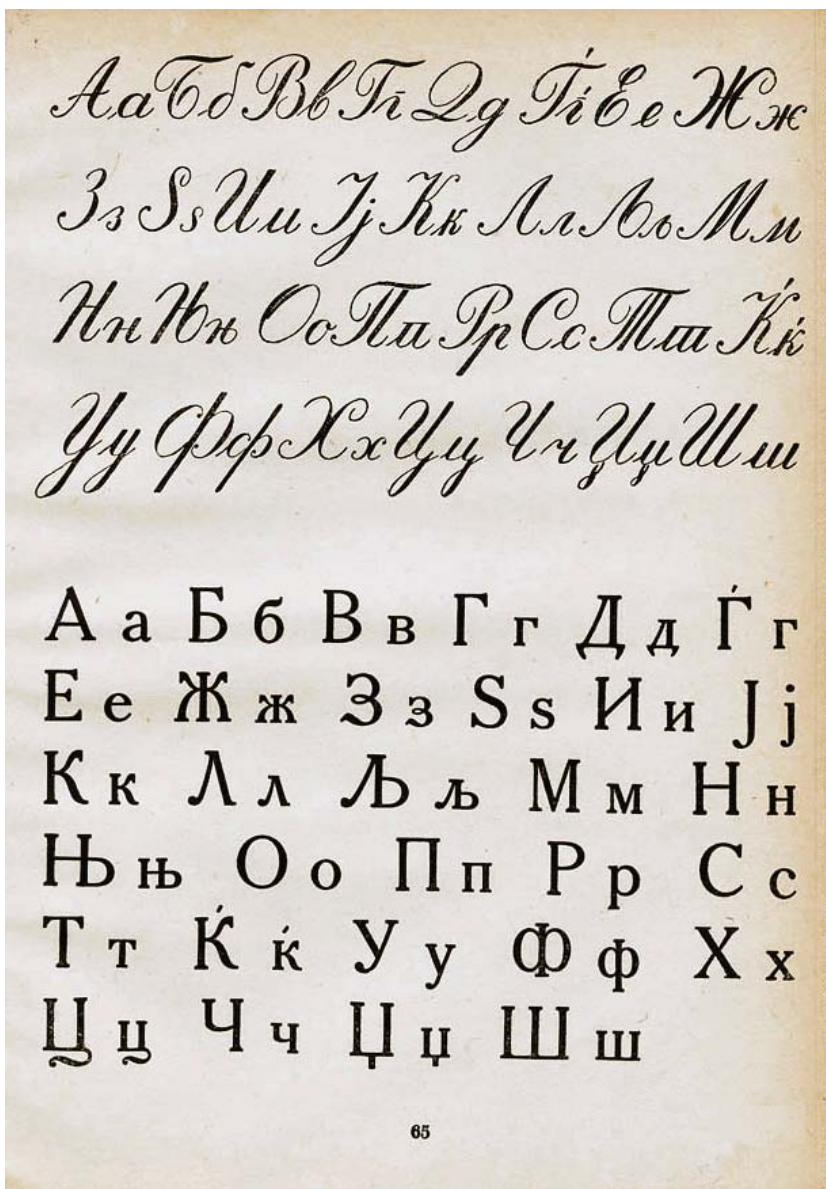 Аа Бб Вв Гг Дд Ѓѓ Ее Жж
Зз Ѕѕ Ии Јј Кк Лл Љљ Мм
Нн Њњ Оо Пп Рр Сс Тт Ќќ
Уу Фф Хх Цц Чч Џџ Шш
А а Б б В в Г г Д д Ѓ г
Е е Ж ж З з Ѕ ѕ И и Ј ј
К к Л л Љ љ М м Н н
Њ њ О о П п Р р С с
Т т Ќ ќ У у Ф ф Х х
Ц ц Ч ч Џ џ Ш ш
65